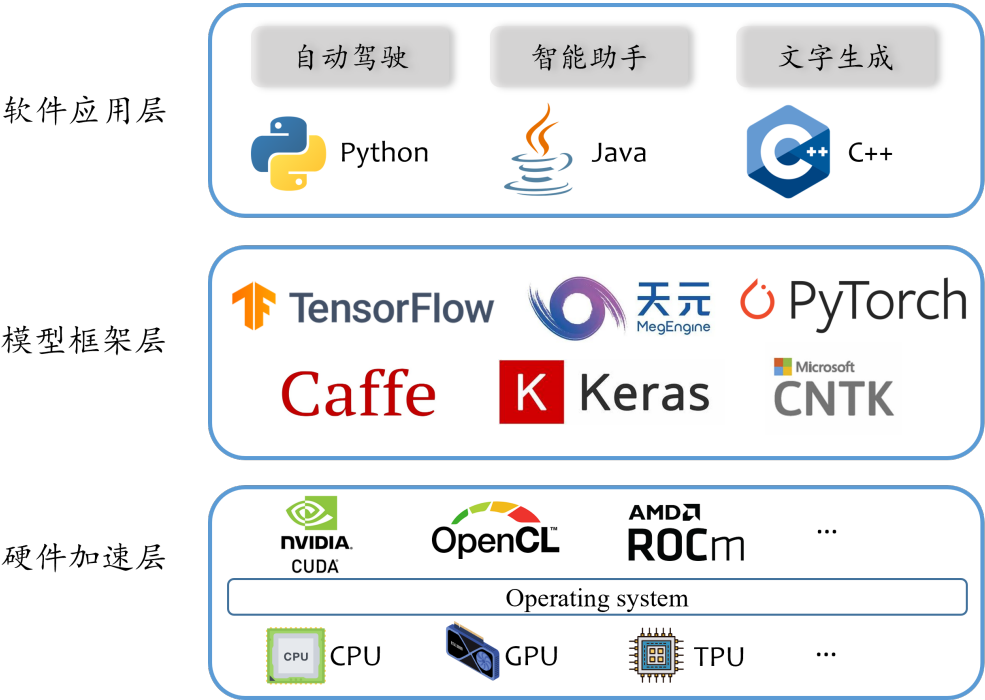 软件应用层
自动驾驶 智能助手 文字生成
Python Java C++
模型框架层
TensorFlow 天元 MegEngine PyTorch
Caffe K Keras Microsoft CNTK
硬件加速层
NVIDIA. CUDA OpenCL™ AMD ROCm ...
Operating system
CPU CPU GPU TPU ...